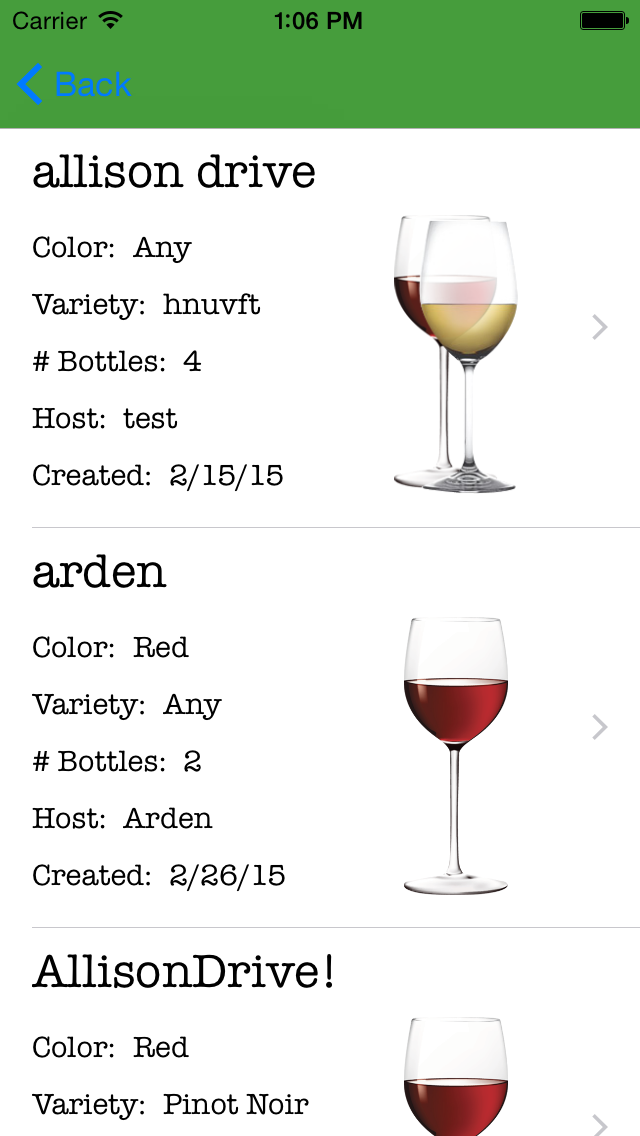 Carrier 1:06 PM
Back
allison drive
Color: Any
Variety: hnuvft
# Bottles: 4
Host: test
Created: 2/15/15
arden
Color: Red
Variety: Any
# Bottles: 2
Host: Arden
Created: 2/26/15
AllisonDrive!
Color: Red
Variety: Pinot Noir